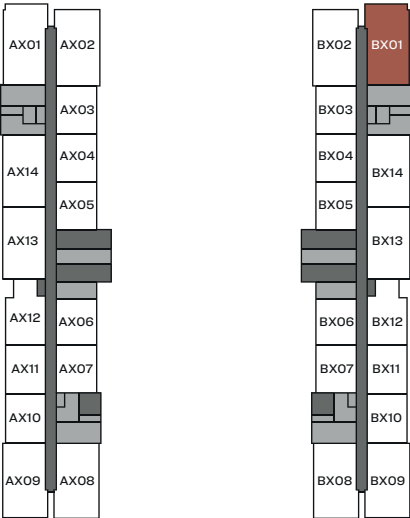 AX01 AX02 BX02 BX01
AX03 BX03
AX04 BX04
AX14 BX14
AX05 BX05
AX13 BX13
AX12 AX06 BX06 BX12
AX11 AX07 BX07 BX11
AX10 BX10
AX09 AX08 BX08 BX09